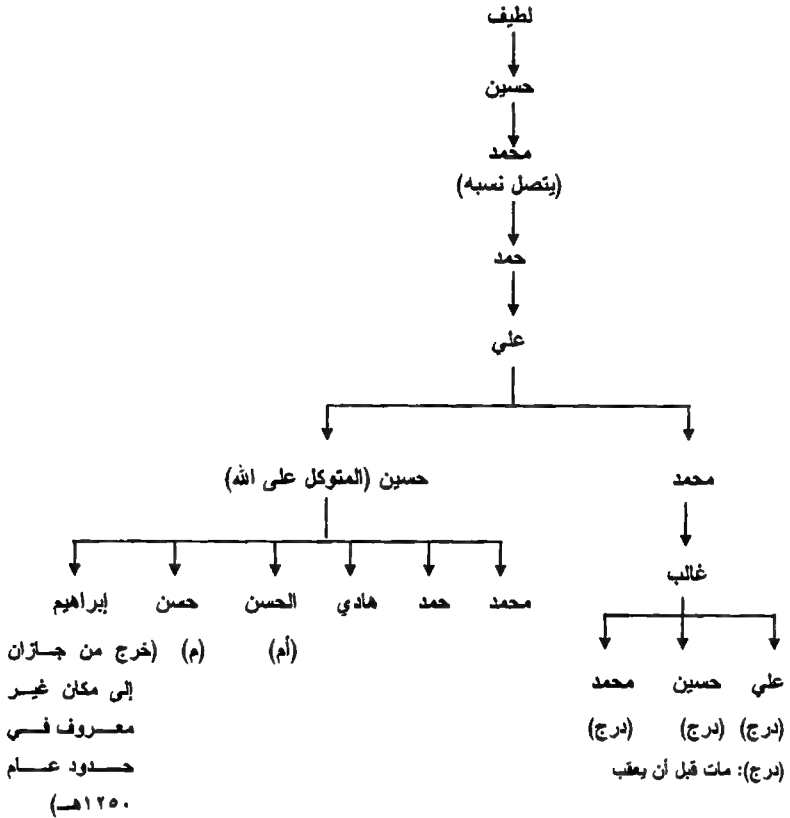 لطيف
حسين
محمد
(يتصل نسبه)
حمد
علي
محمد
حسين (المتوكل على الله)
غالب
محمد
حمد
هادي
الحسن
حسن
إبراهيم
(أم)
(م)
(خرج من جازان
إلى مكان غير
معروف في
حدود عام
١٢٥٠هـ)
علي
حسين
محمد
(درج)
(درج)
(درج)
(درج): مات قبل أن يعقب